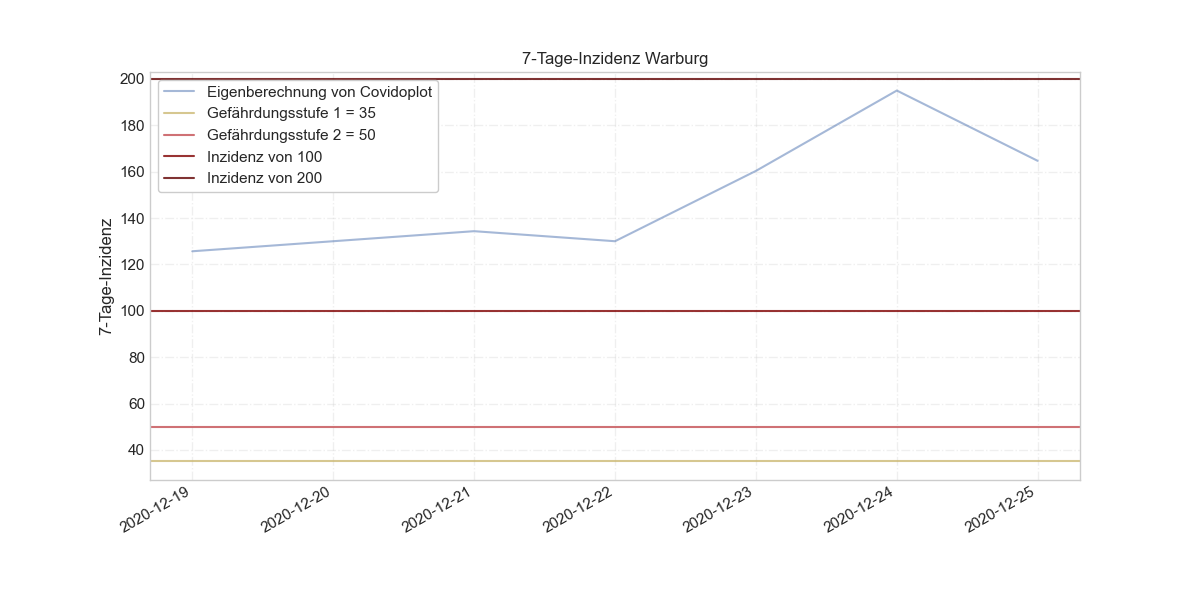 7-Tage-Inzidenz Warburg
200
180
160
140
120
100
80
60
40
7-Tage-Inzidenz
Eigenberechnung von Covidoplot
Gefährdungsstufe 1 = 35
Gefährdungsstufe 2 = 50
Inzidenz von 100
Inzidenz von 200
2020-12-19
2020-12-20
2020-12-21
2020-12-22
2020-12-23
2020-12-24
2020-12-25